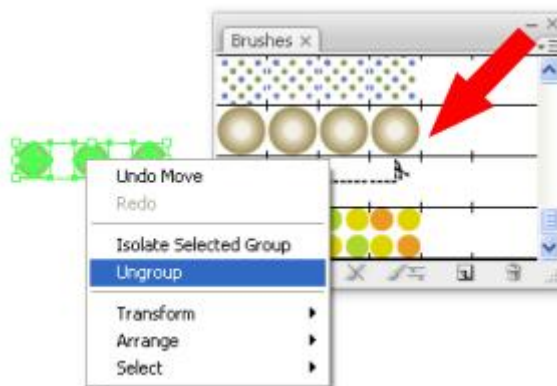 Brushes ×
Undo Move
Redo
Isolate Selected Group
Ungroup
Transform
Arrange
Select